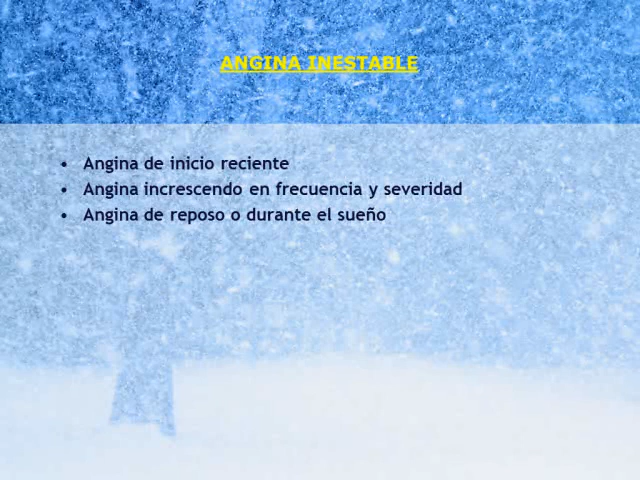 ANGINA INESTABLE
• Angina de inicio reciente
• Angina increscendo en frecuencia y severidad
• Angina de reposo o durante el sueño